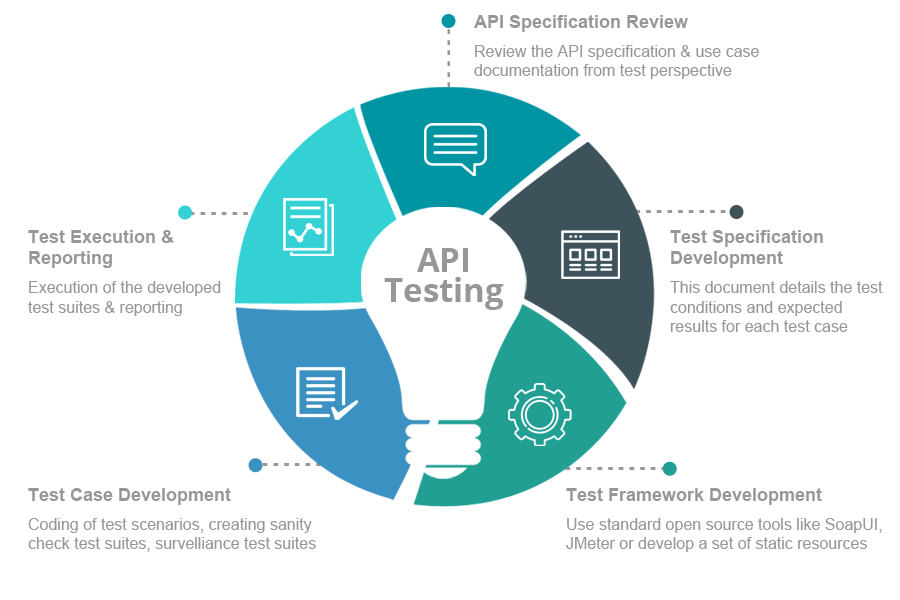 API Specification Review
Review the API specification & use case
documentation from test perspective
API
Testing
Test Specification
Development
This document details the test
conditions and expected
results for each test case
Test Framework Development
Use standard open source tools like SoapUI,
JMeter or develop a set of static resources
Test Case Development
Coding of test scenarios, creating sanity
check test suites, survelliance test suites
Test Execution &
Reporting
Execution of the developed
test suites & reporting